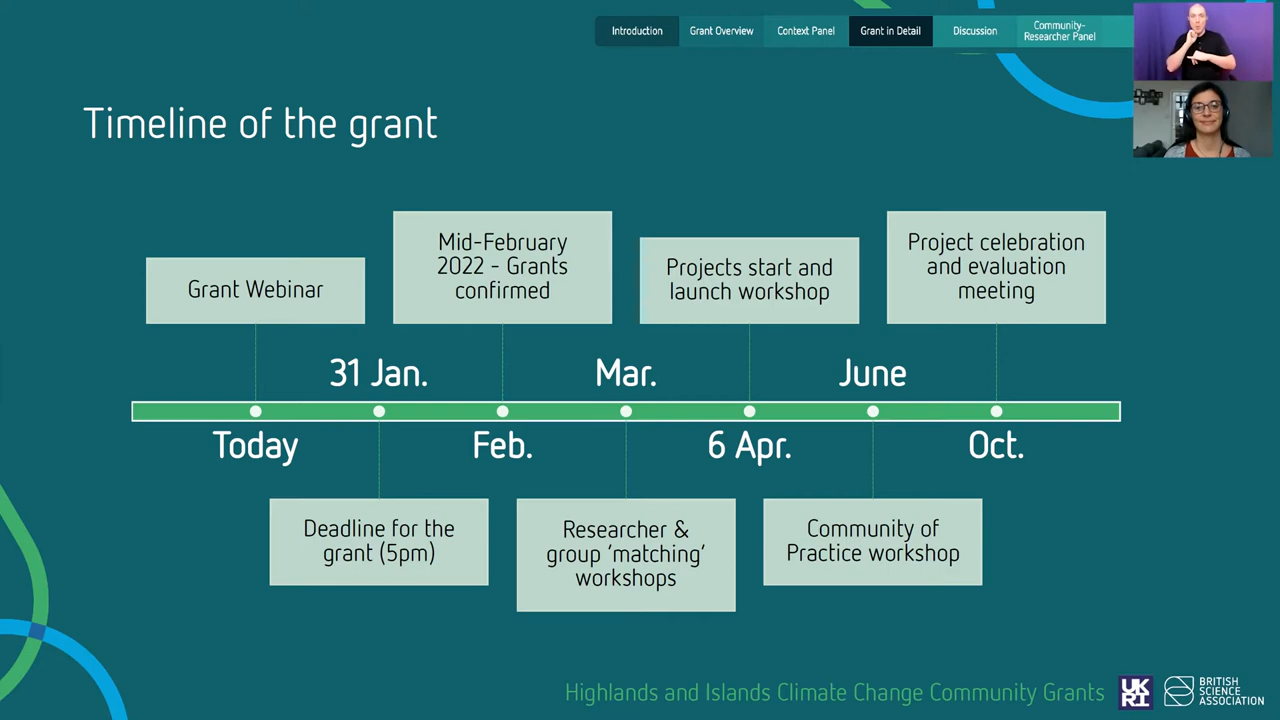 Introduction
Grant Overview
Context Panel
Grant in Detail
Discussion
Community-
Researcher Panel
Timeline of the grant
Grant Webinar
Mid-February
2022 - Grants
confirmed
Projects start and
launch workshop
Project celebration
and evaluation
meeting
31 Jan.
Mar.
June
Today
Feb.
6 Apr.
Oct.
Deadline for the
grant (5pm)
Researcher &
group ‘matching‘
workshops
Community of
Practice workshop
Highlands and Islands Climate Change Community Grants
UK
RI
BRITISH
SCIENCE
ASSOCIATION